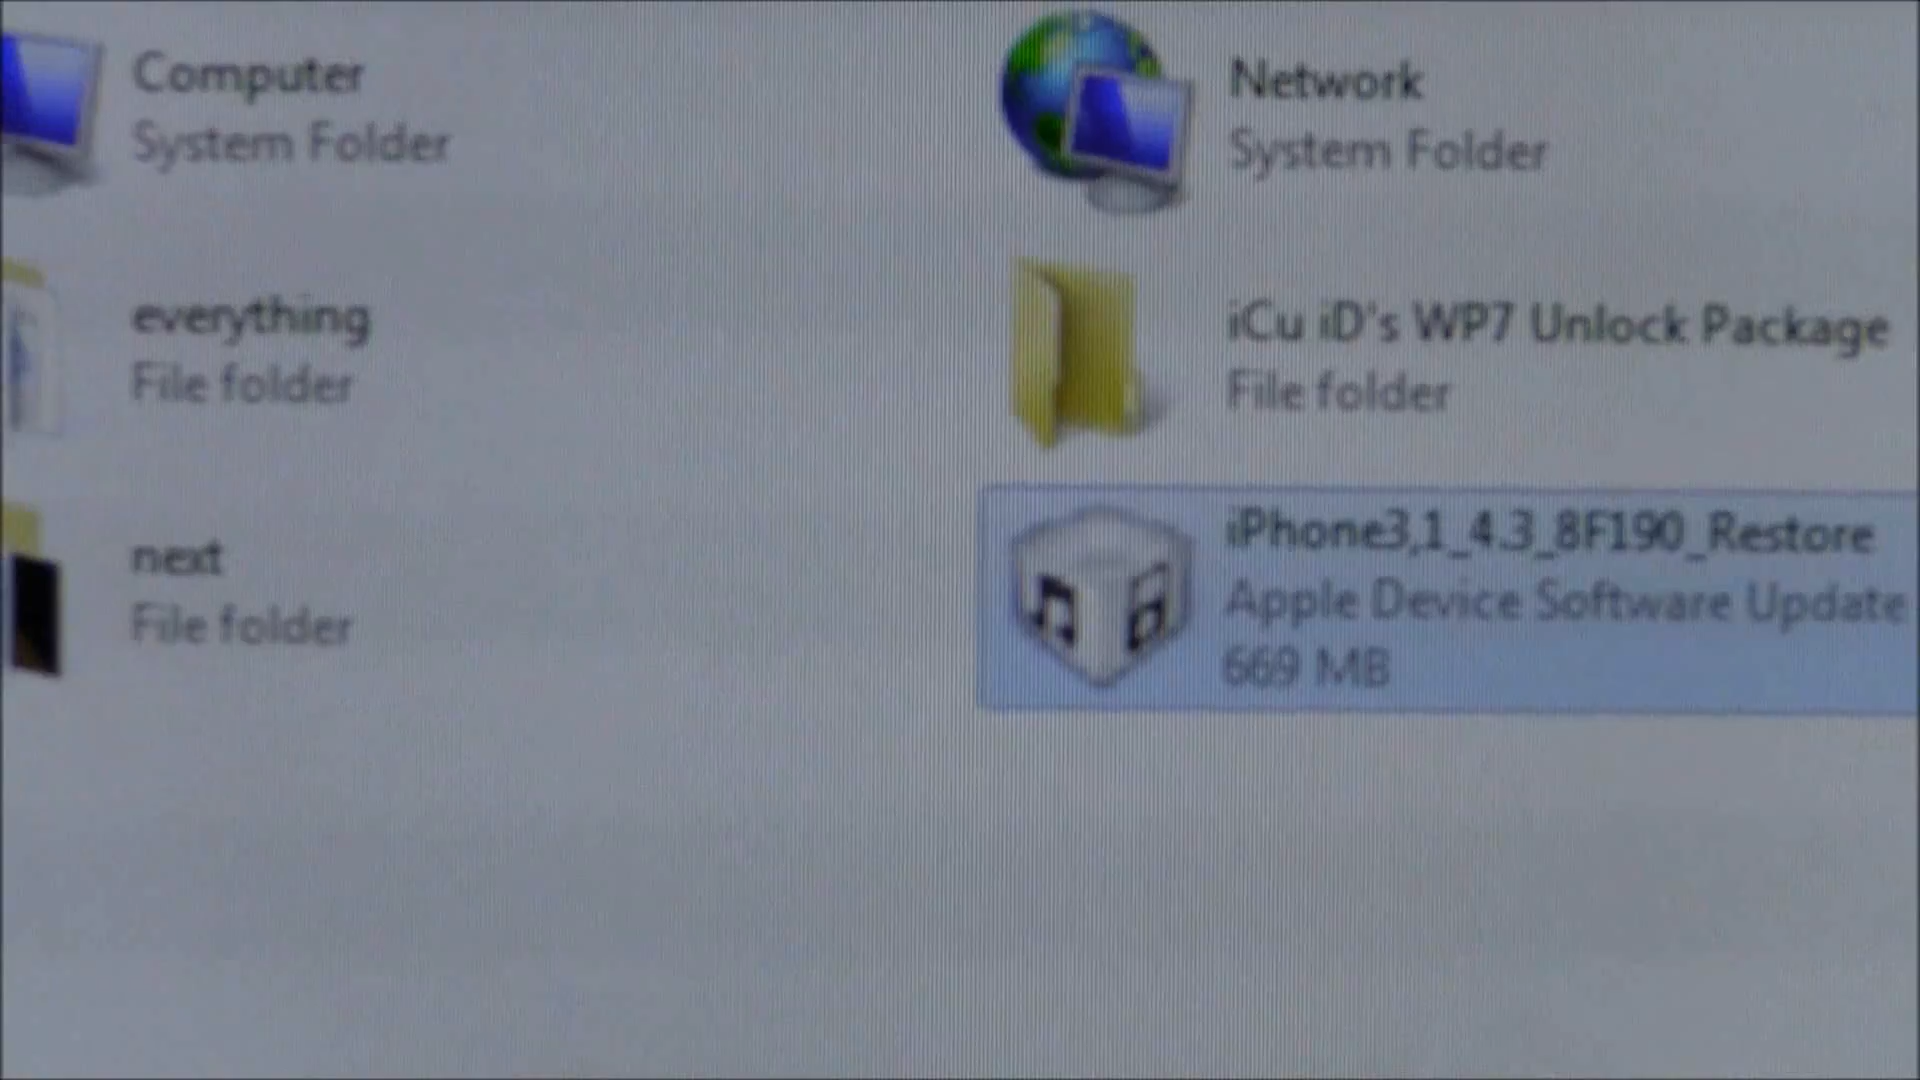 Computer
System Folder
Network
System Folder
everything
File folder
iCu iD's WP7 Unlock Package
File folder
next
File folder
iPhone3,1_4.3_8F190_Restore
Apple Device Software Update
669 MB